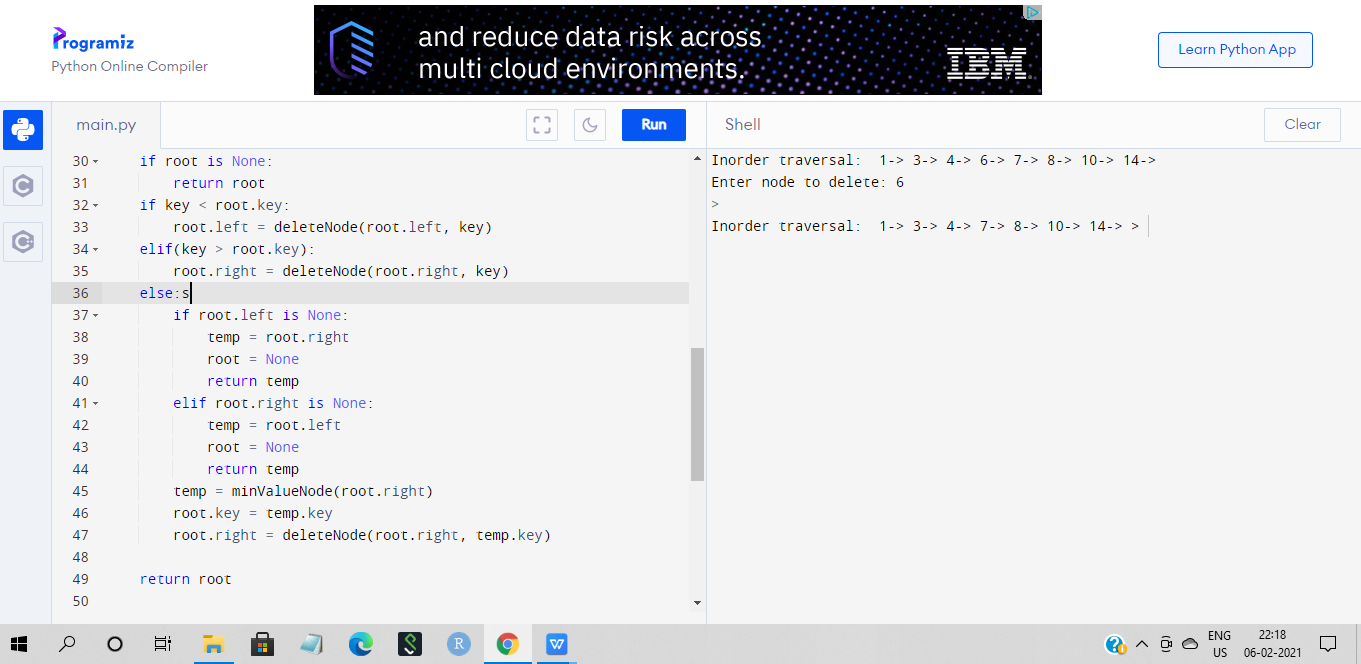 Programiz
Python Online Compiler
and reduce data risk across
multi cloud environments.
IBM
Learn Python App
main.py
Run
Shell
Clear
30 if root is None:
31 return root
32 if key < root.key:
33 root.left = deleteNode(root.left, key)
34 elif(key > root.key):
35 root.right = deleteNode(root.right, key)
36 else:s
37 if root.left is None:
38 temp = root.right
39 root = None
40 return temp
41 elif root.right is None:
42 temp = root.left
43 root = None
44 return temp
45 temp = minValueNode(root.right)
46 root.key = temp.key
47 root.right = deleteNode(root.right, temp.key)
48
49 return root
50
Inorder traversal:  1-> 3-> 4-> 6-> 7-> 8-> 10-> 14->
Enter node to delete: 6
>
Inorder traversal:  1-> 3-> 4-> 7-> 8-> 10-> 14-> >
R
W
ENG
US
22:18
06-02-2021